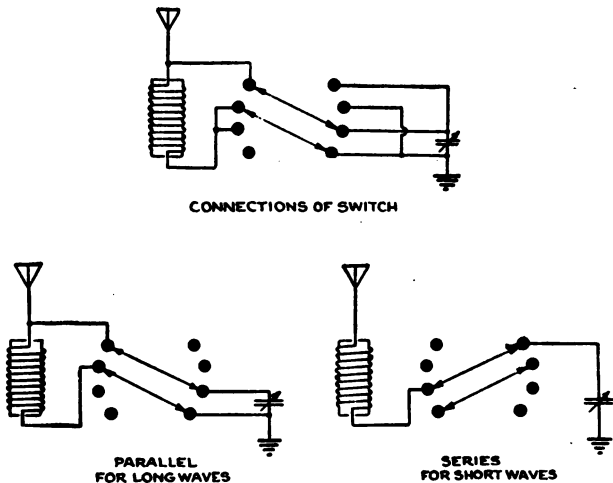 CONNECTIONS OF SWITCH
PARALLEL
FOR LONG WAVES
SERIES
FOR SHORT WAVES